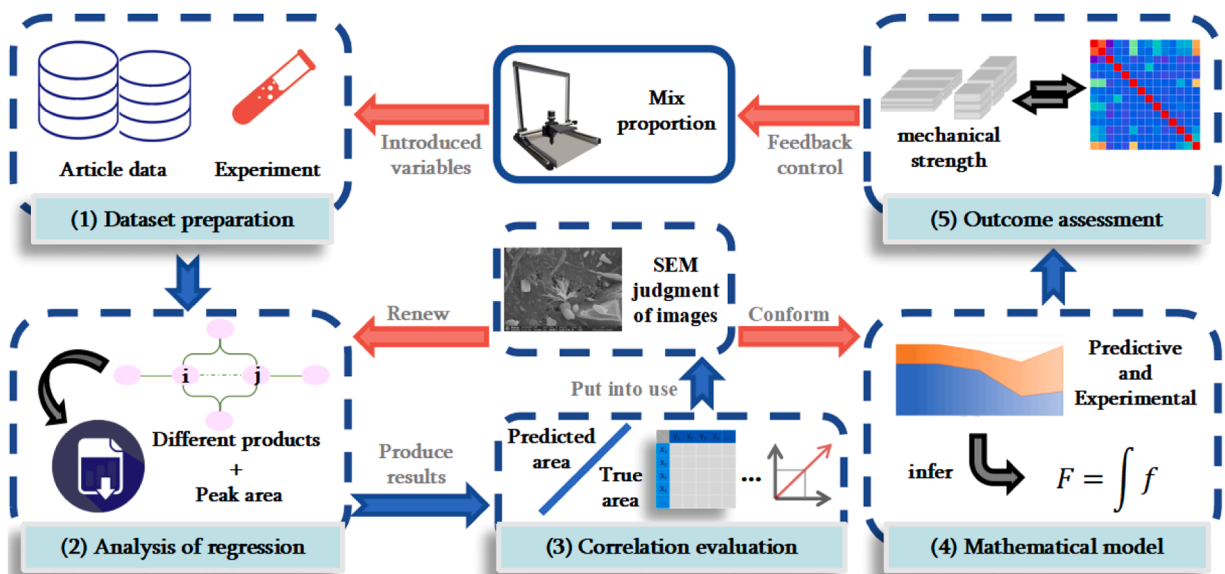 Article data
Experiment
(1) Dataset preparation
Introduced
variables
Mix
proportion
Feedback
control
mechanical
strength
(5) Outcome assessment
Renew
SEM
judgment
of images
Conform
i
j
Different products
+
Peak area
(2) Analysis of regression
Produce
results
Put into use
Predicted
area
True
area
...
(3) Correlation evaluation
Predictive
and
Experimental
infer
F = ∫ f
(4) Mathematical model